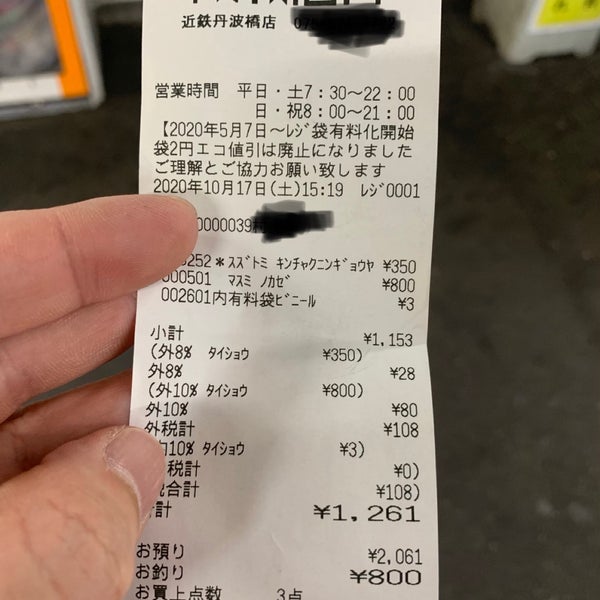 近鉄丹波橋店
営業時間 平日・土7:30〜22:00
日・祝8:00〜21:00
【2020年5月7日〜ﾚｼﾞ袋有料化開始
袋2円エコ値引は廃止になりました
ご理解とご協力お願い致します
2020年10月17日(土)15:19 ﾚｼﾞ0001
0000039
252*ｽｽﾞﾄﾐ ｷﾝﾁｬｸﾆﾝｷﾞｮｳﾔ ¥350
000501 ﾏｽﾐ ﾉｶｾﾞ ¥800
002601内有料袋ﾋﾞﾆｰﾙ ¥3
小計 ¥1,153
(外8% ﾀｲｼｮｳ ¥350)
外8% ¥28
(外10% ﾀｲｼｮｳ ¥800)
外10% ¥80
外税計 ¥108
10% ﾀｲｼｮｳ ¥3)
税計 ¥0)
税合計 ¥108)
計 ¥1,261
お預り ¥2,061
お釣り ¥800
お買上点数 3点